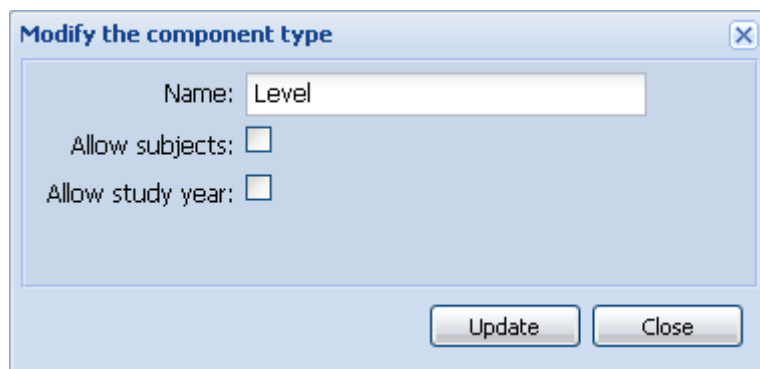 Modify the component type
Name: Level
Allow subjects:
Allow study year:
Update Close